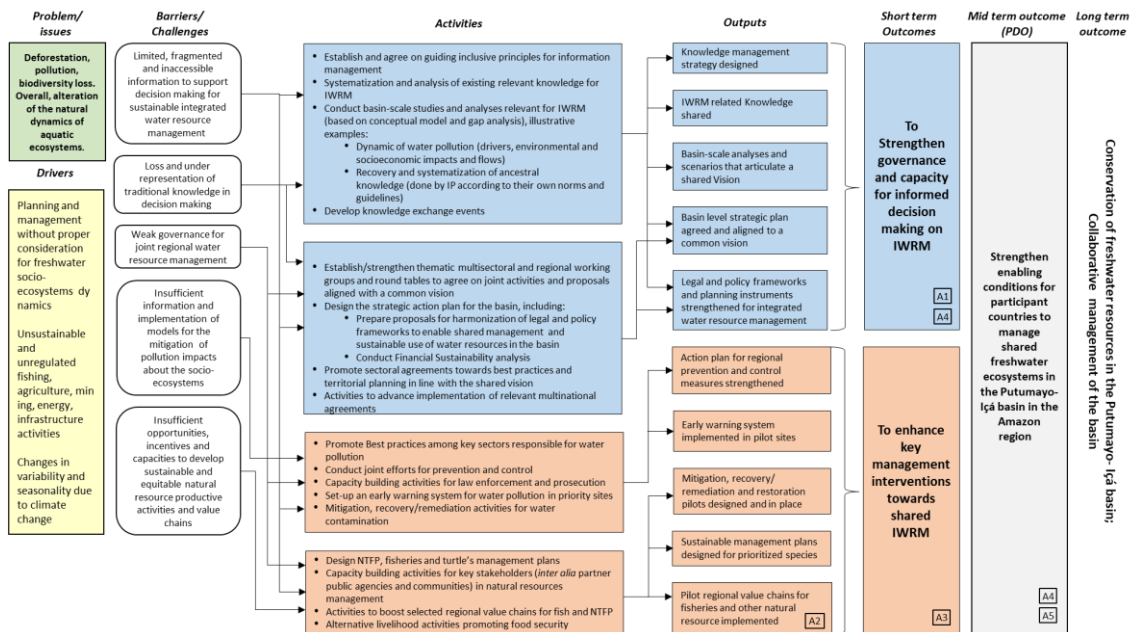 Problem/
issues
Barriers/
Challenges
Activities
Outputs
Short term
Outcomes
Mid term outcome
(PDO)
Long term
outcome
Deforestation,
pollution,
biodiversity loss.
Overall, alteration of
the natural
dynamics of
aquatic
ecosystems.
Drivers
Planning and
management
without proper
consideration
for freshwater
socio-
ecosystems dy
namics
Unsustainable
and
unregulated
fishing,
agriculture, min
ing, energy,
infrastructure
activities
Changes in
variability and
seasonality due to
climate
change
Limited, fragmented
and inaccessible
information to support
decision making for
sustainable integrated
water resource
management
Loss and under
representation of
traditional knowledge in
decision making
Weak governance for
joint regional water
resource management
Insufficient
information and
implementation of
models for the
mitigation of
pollution impacts
about the socio-
ecosystems
Insufficient
opportunities,
incentives and
capacities to develop
sustainable and
equitable natural
resource productive
activities and value
chains
• Establish and agree on guiding inclusive principles for information
management
• Systematization and analysis of existing relevant knowledge for
IWRM
• Conduct basin-scale studies and analyses relevant for IWRM
(based on conceptual model and gap analysis), illustrative
examples:
• Dynamic of water pollution (drivers, environmental and
socioeconomic impacts and flows)
• Recovery and systematization of ancestral
knowledge (done by IP according to their own norms and
guidelines)
• Develop knowledge exchange events
• Establish/strengthen thematic multisectoral and regional working
groups and round tables to agree on joint activities and proposals
aligned with a common vision
• Design the strategic action plan for the basin, including:
• Prepare proposals for harmonization of legal and policy
frameworks to enable shared management and
sustainable use of water resources in the basin
• Conduct Financial Sustainability analysis
• Promote sectoral agreements towards best practices and
territorial planning in line with the shared vision
• Activities to advance implementation of relevant multinational
agreements
• Promote Best practices among key sectors responsible for water
pollution
• Conduct joint efforts for prevention and control
• Capacity building activities for law enforcement and prosecution
• Set-up an early warning system for water pollution in priority sites
• Mitigation, recovery/remediation activities for water
contamination
• Design NTFP, fisheries and turtle's management plans
• Capacity building activities for key stakeholders (inter alia partner
public agencies and communities) in natural resources
management
• Activities to boost selected regional value chains for fish and NTFP
• Alternative livelihood activities promoting food security
Knowledge management
strategy designed
IWRM related Knowledge
shared
Basin-scale analyses and
scenarios that articulate a
shared Vision
Basin level strategic plan
agreed and aligned to a
common vision
Legal and policy frameworks
and planning instruments
strengthened for integrated
water resource management
Action plan for regional
prevention and control
measures strengthened
Early warning system
implemented in pilot sites
Mitigation, recovery/
remediation and restoration
pilots designed and in place
Sustainable management plans
designed for prioritized species
Pilot regional value chains for
fisheries and other natural
resource implemented
A2
To
Strengthen
governance
and capacity
for informed
decision
making on
IWRM
A1
A4
To enhance
key
management
interventions
towards
shared
IWRM
A3
Strengthen
enabling
conditions for
participant
countries to
manage
shared
freshwater
ecosystems in
the Putumayo-
Içá basin in the
Amazon
region
A4
A5
Conservation of freshwater resources in the Putumayo- Içá basin;
Collaborative management of the basin